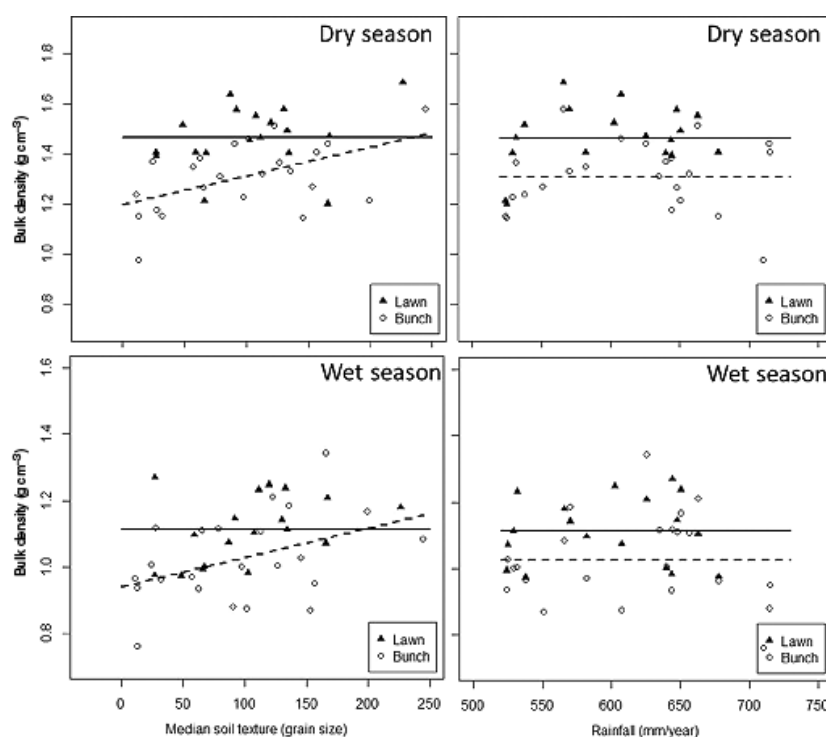 Dry season
Bulk density (g cm⁻³)
1.8
1.6
1.4
1.2
1.0
0.8
Lawn
Bunch
Dry season
Lawn
Bunch
Wet season
Bulk density (g cm⁻³)
1.6
1.4
1.2
1.0
0.8
Lawn
Bunch
0 50 100 150 200 250
Median soil texture (grain size)
Wet season
Lawn
Bunch
500 550 600 650 700 750
Rainfall (mm/year)